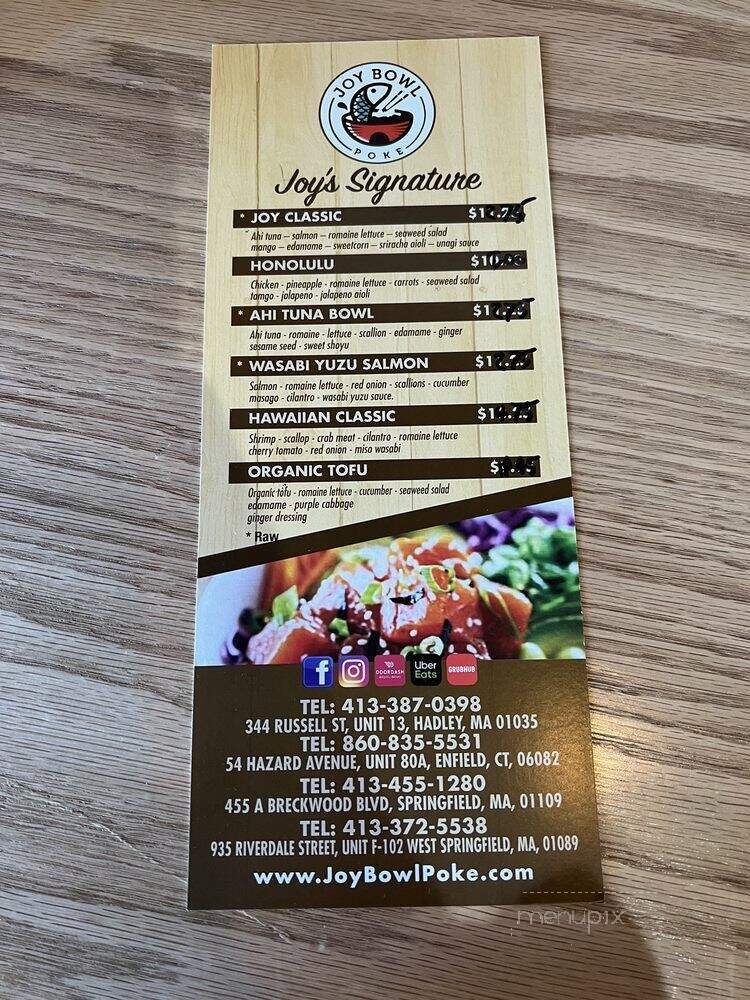 JOY BOWL
POKE
Joy's Signature
* JOY CLASSIC
* Ahi tuna – salmon – romaine lettuce – seaweed salad
mango – edamame – sweetcorn – sriracha aioli – unagi sauce
HONOLULU
Chicken - pineapple - romaine lettuce - carrots - seaweed salad
tamgo - jalapeno - jalapeno aioli
* AHI TUNA BOWL
Ahi tuna - romaine - lettuce - scallion - edamame - ginger
sesame seed - sweet shoyu
* WASABI YUZU SALMON
Salmon - romaine lettuce - red onion - scallions - cucumber
masago - cilantro - wasabi yuzu sauce.
HAWAIIAN CLASSIC
Shrimp - scallop - crab meat - cilantro - romaine lettuce
cherry tomato - red onion - miso wasabi
ORGANIC TOFU
Organic tofu - romaine lettuce - cucumber - seaweed salad
edamame - purple cabbage
ginger dressing
* Raw
f DOORDASH Uber Eats GRUBHUB
TEL: 413-387-0398
344 RUSSELL ST, UNIT 13, HADLEY, MA 01035
TEL: 860-835-5531
54 HAZARD AVENUE, UNIT 80A, ENFIELD, CT, 06082
TEL: 413-455-1280
455 A BRECKWOOD BLVD, SPRINGFIELD, MA, 01109
TEL: 413-372-5538
935 RIVERDALE STREET, UNIT F-102 WEST SPRINGFIELD, MA, 01089
www.JoyBowlPoke.com
menupix